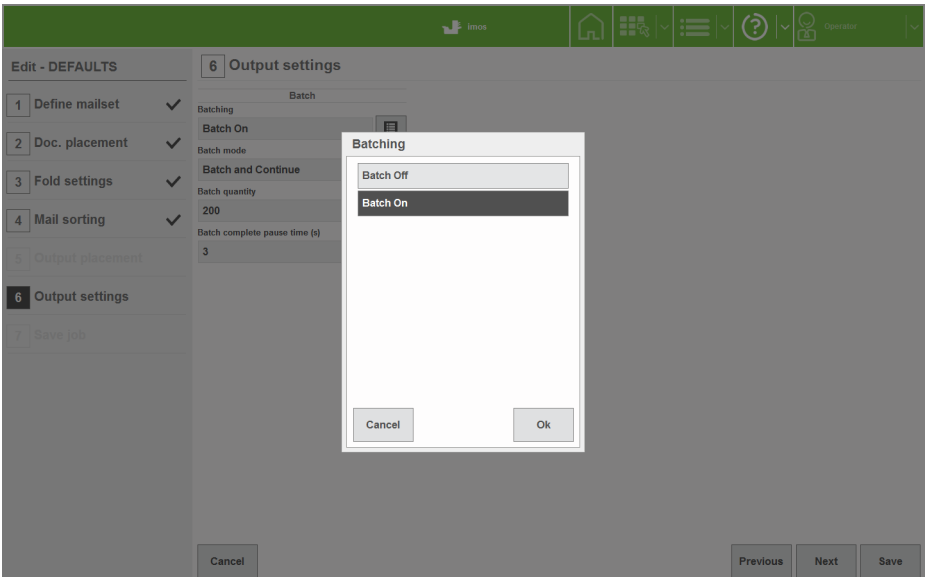 imos
Operator
Edit - DEFAULTS
1 Define mailset
2 Doc. placement
3 Fold settings
4 Mail sorting
5 Output placement
6 Output settings
7 Save job
6 Output settings
Batch
Batching
Batch On
Batch mode
Batch and Continue
Batch quantity
200
Batch complete pause time (s)
3
Batching
Batch Off
Batch On
Cancel
Ok
Cancel
Previous
Next
Save